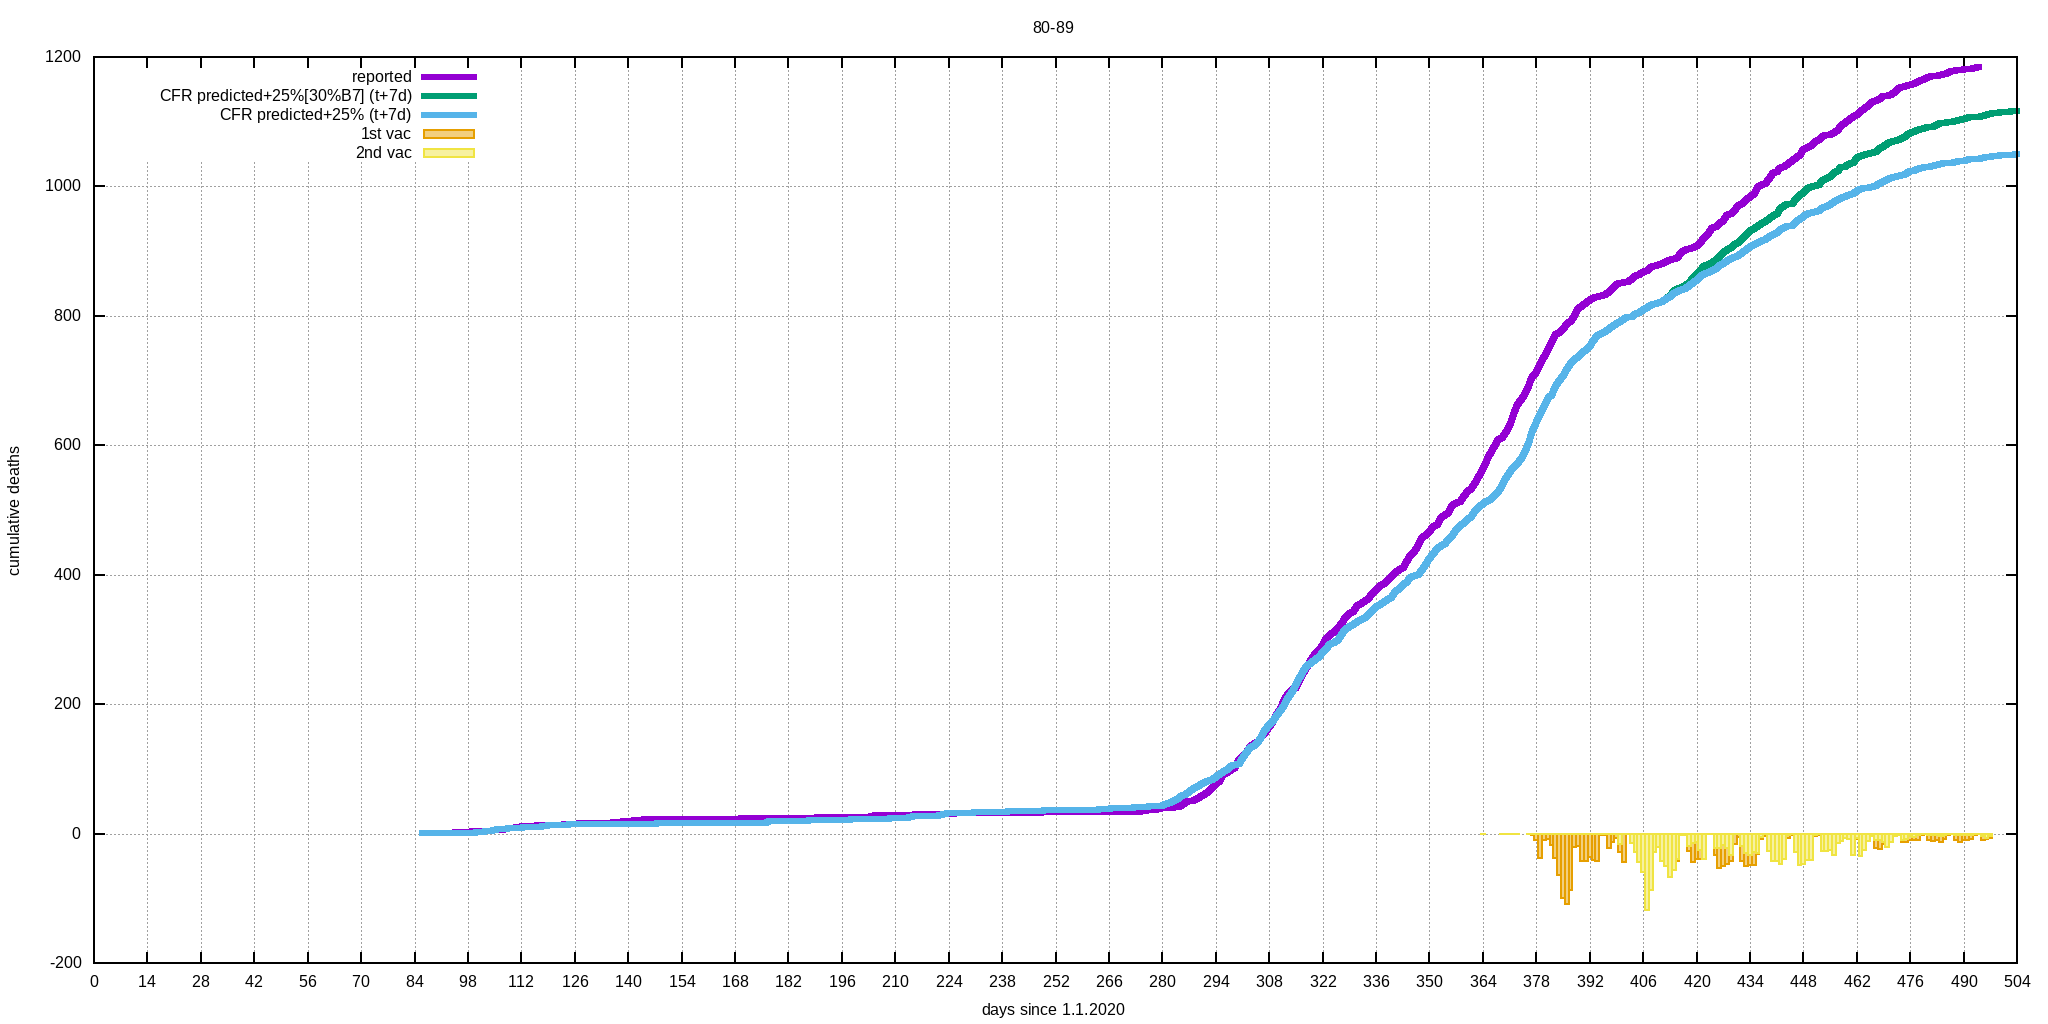 80-89
1200
1000
800
600
400
200
0
-200
cumulative deaths
reported
CFR predicted+25%[30%B7] (t+7d)
CFR predicted+25% (t+7d)
1st vac
2nd vac
0 14 28 42 56 70 84 98 112 126 140 154 168 182 196 210 224 238 252 266 280 294 308 322 336 350 364 378 392 406 420 434 448 462 476 490 504
days since 1.1.2020